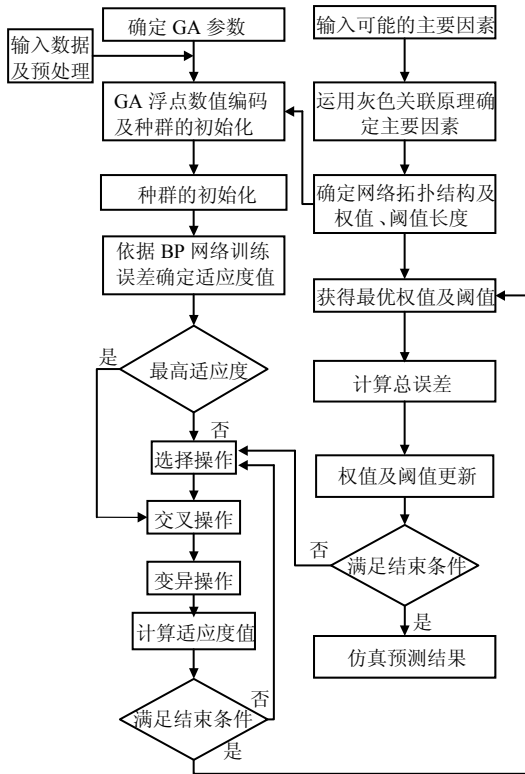 确定 GA 参数
输入数据
及预处理
GA 浮点数值编码
及种群的初始化
种群的初始化
依据 BP 网络训练
误差确定适应度值
是
最高适应度
否
选择操作
交叉操作
变异操作
计算适应度值
否
满足结束条件
是
输入可能的主要因素
运用灰色关联原理确
定主要因素
确定网络拓扑结构及
权值、阈值长度
获得最优权值及阈值
计算总误差
权值及阈值更新
否
满足结束条件
是
仿真预测结果